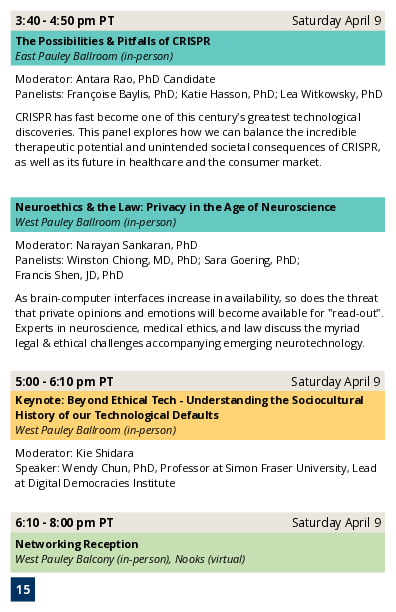 3:40 - 4:50 pm PT Saturday April 9
The Possibilities & Pitfalls of CRISPR
East Pauley Ballroom (in-person)
Moderator: Antara Rao, PhD Candidate
Panelists: Françoise Baylis, PhD; Katie Hasson, PhD; Lea Witkowsky, PhD
CRISPR has fast become one of this century's greatest technological
discoveries. This panel explores how we can balance the incredible
therapeutic potential and unintended societal consequences of CRISPR,
as well as its future in healthcare and the consumer market.
Neuroethics & the Law: Privacy in the Age of Neuroscience
West Pauley Ballroom (in-person)
Moderator: Narayan Sankaran, PhD
Panelists: Winston Chiong, MD, PhD; Sara Goering, PhD;
Francis Shen, JD, PhD
As brain-computer interfaces increase in availability, so does the threat
that private opinions and emotions will become available for "read-out".
Experts in neuroscience, medical ethics, and law discuss the myriad
legal & ethical challenges accompanying emerging neurotechnology.
5:00 - 6:10 pm PT Saturday April 9
Keynote: Beyond Ethical Tech - Understanding the Sociocultural
History of our Technological Defaults
West Pauley Ballroom (in-person)
Moderator: Kie Shidara
Speaker: Wendy Chun, PhD, Professor at Simon Fraser University, Lead
at Digital Democracies Institute
6:10 - 8:00 pm PT Saturday April 9
Networking Reception
West Pauley Balcony (in-person), Nooks (virtual)
15